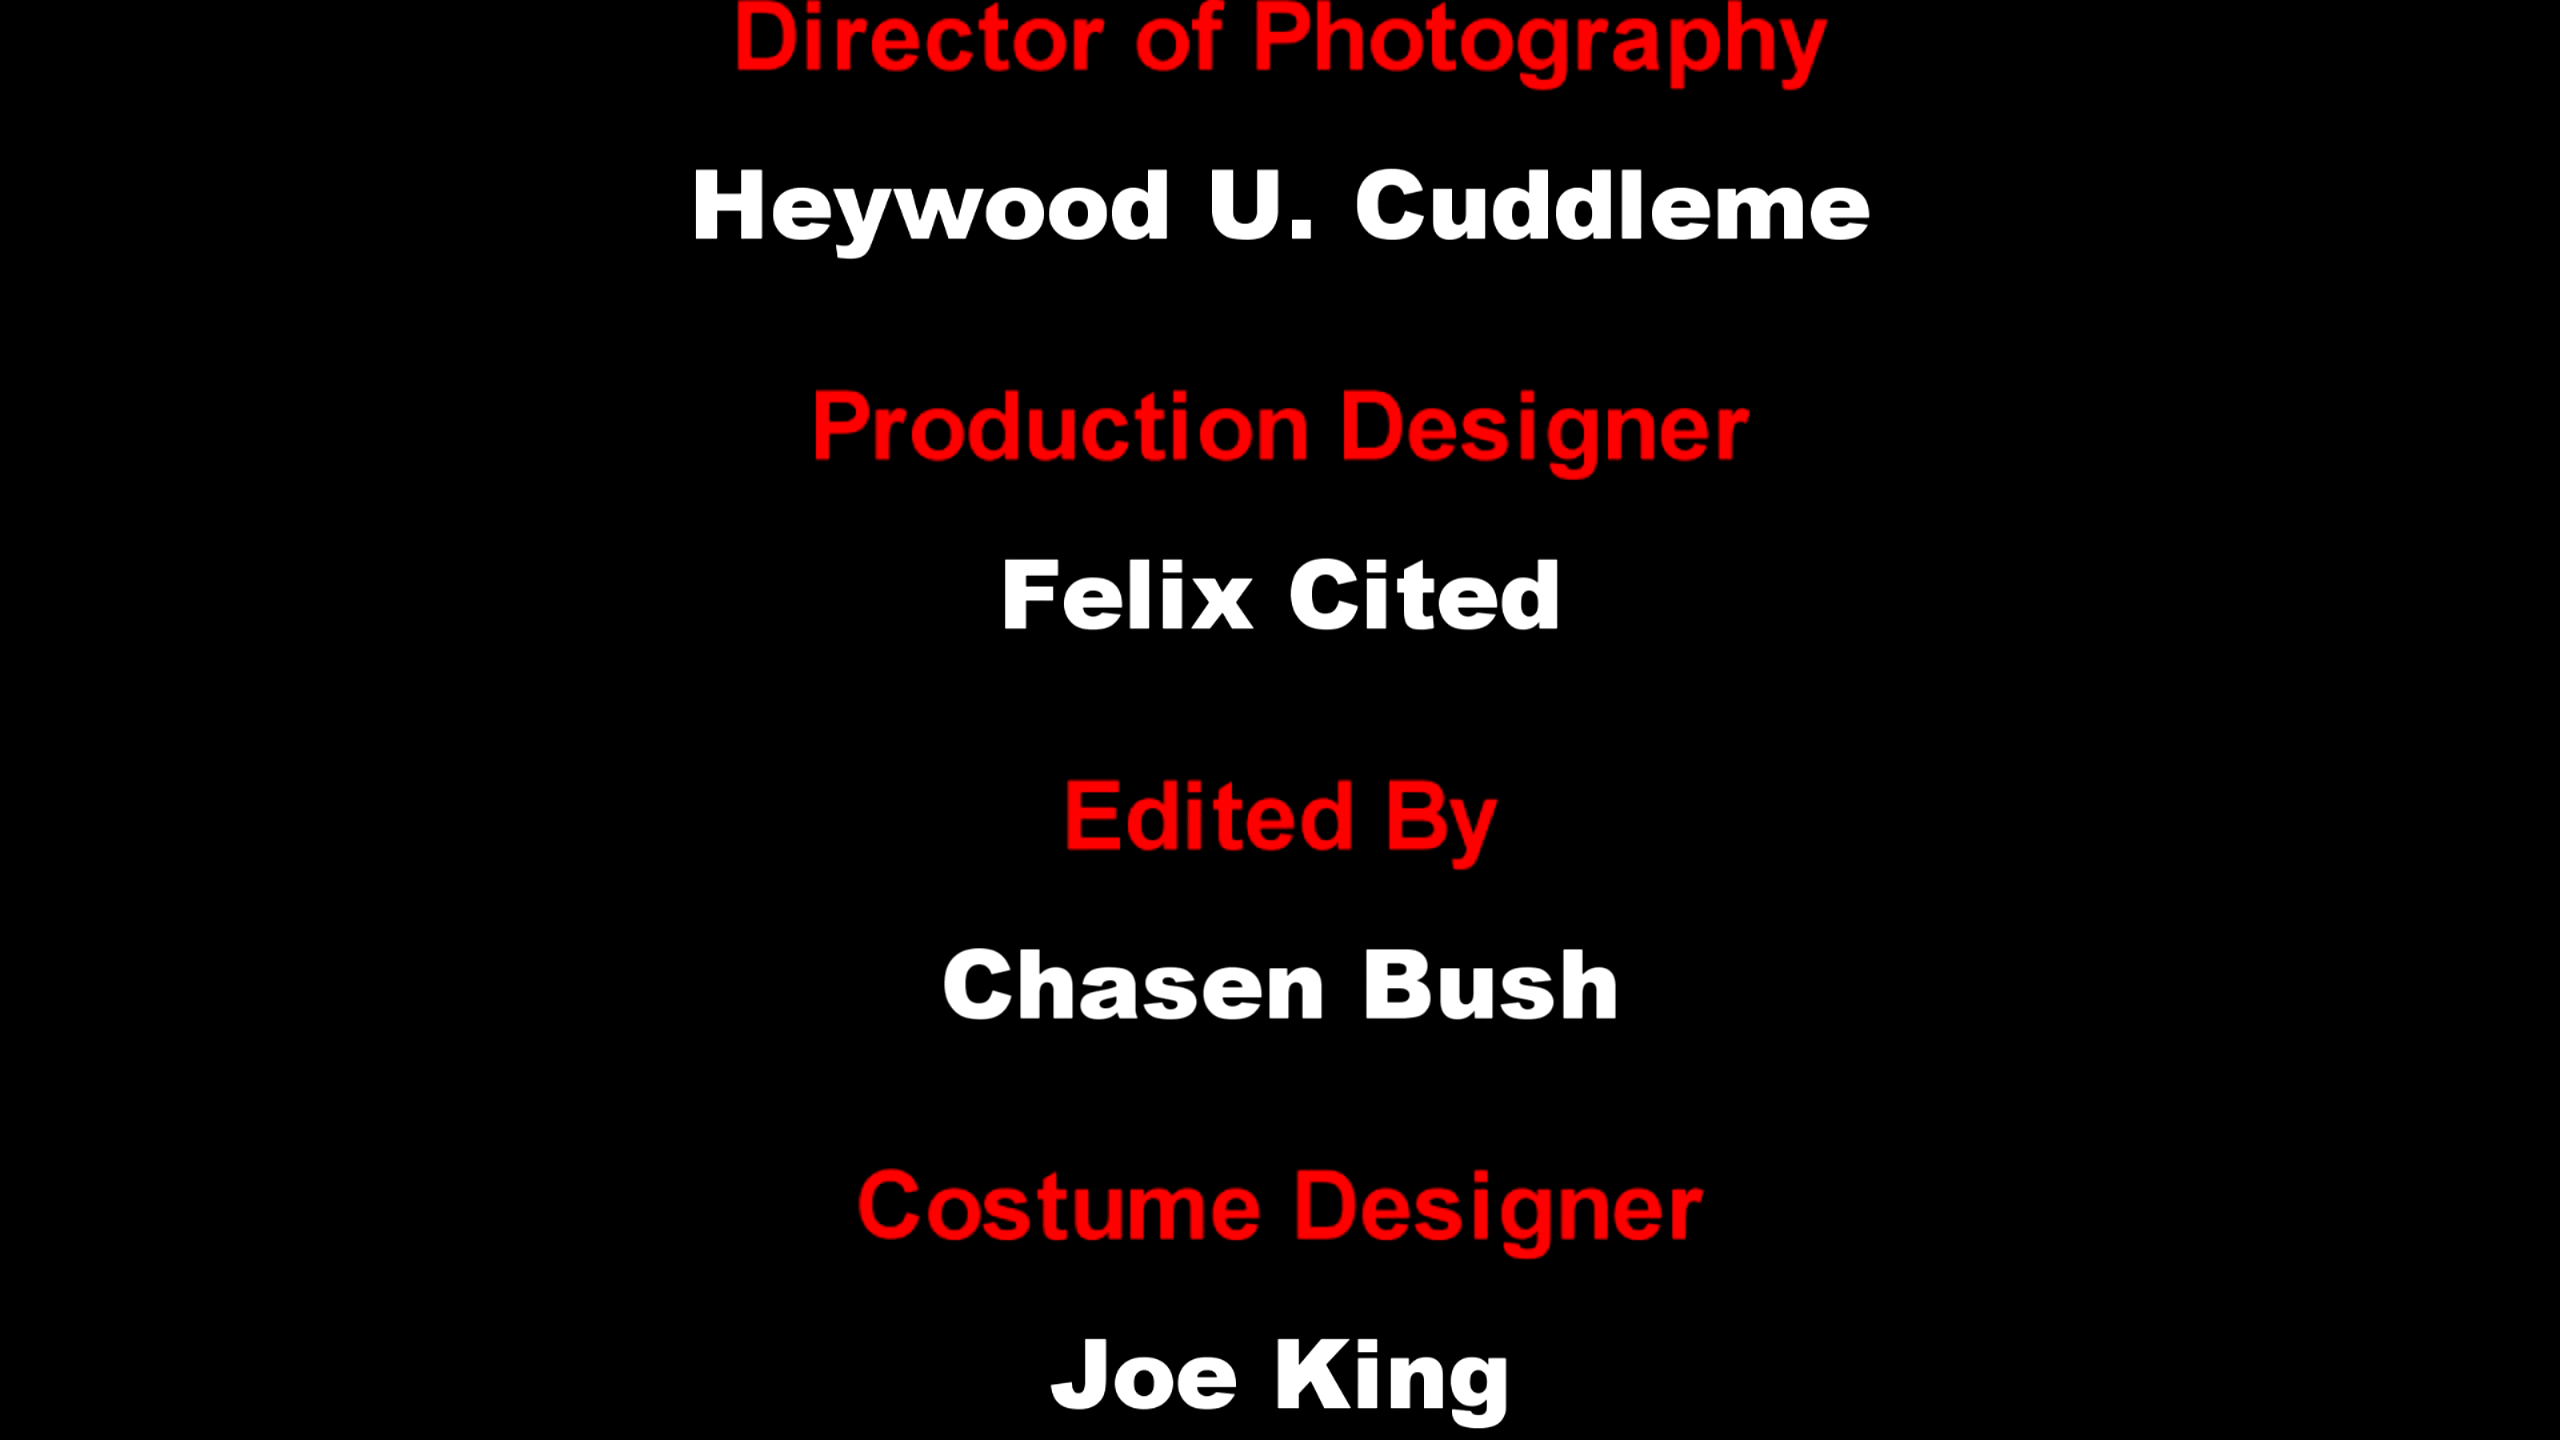 Director of Photography
Heywood U. Cuddleme
Production Designer
Felix Cited
Edited By
Chasen Bush
Costume Designer
Joe King